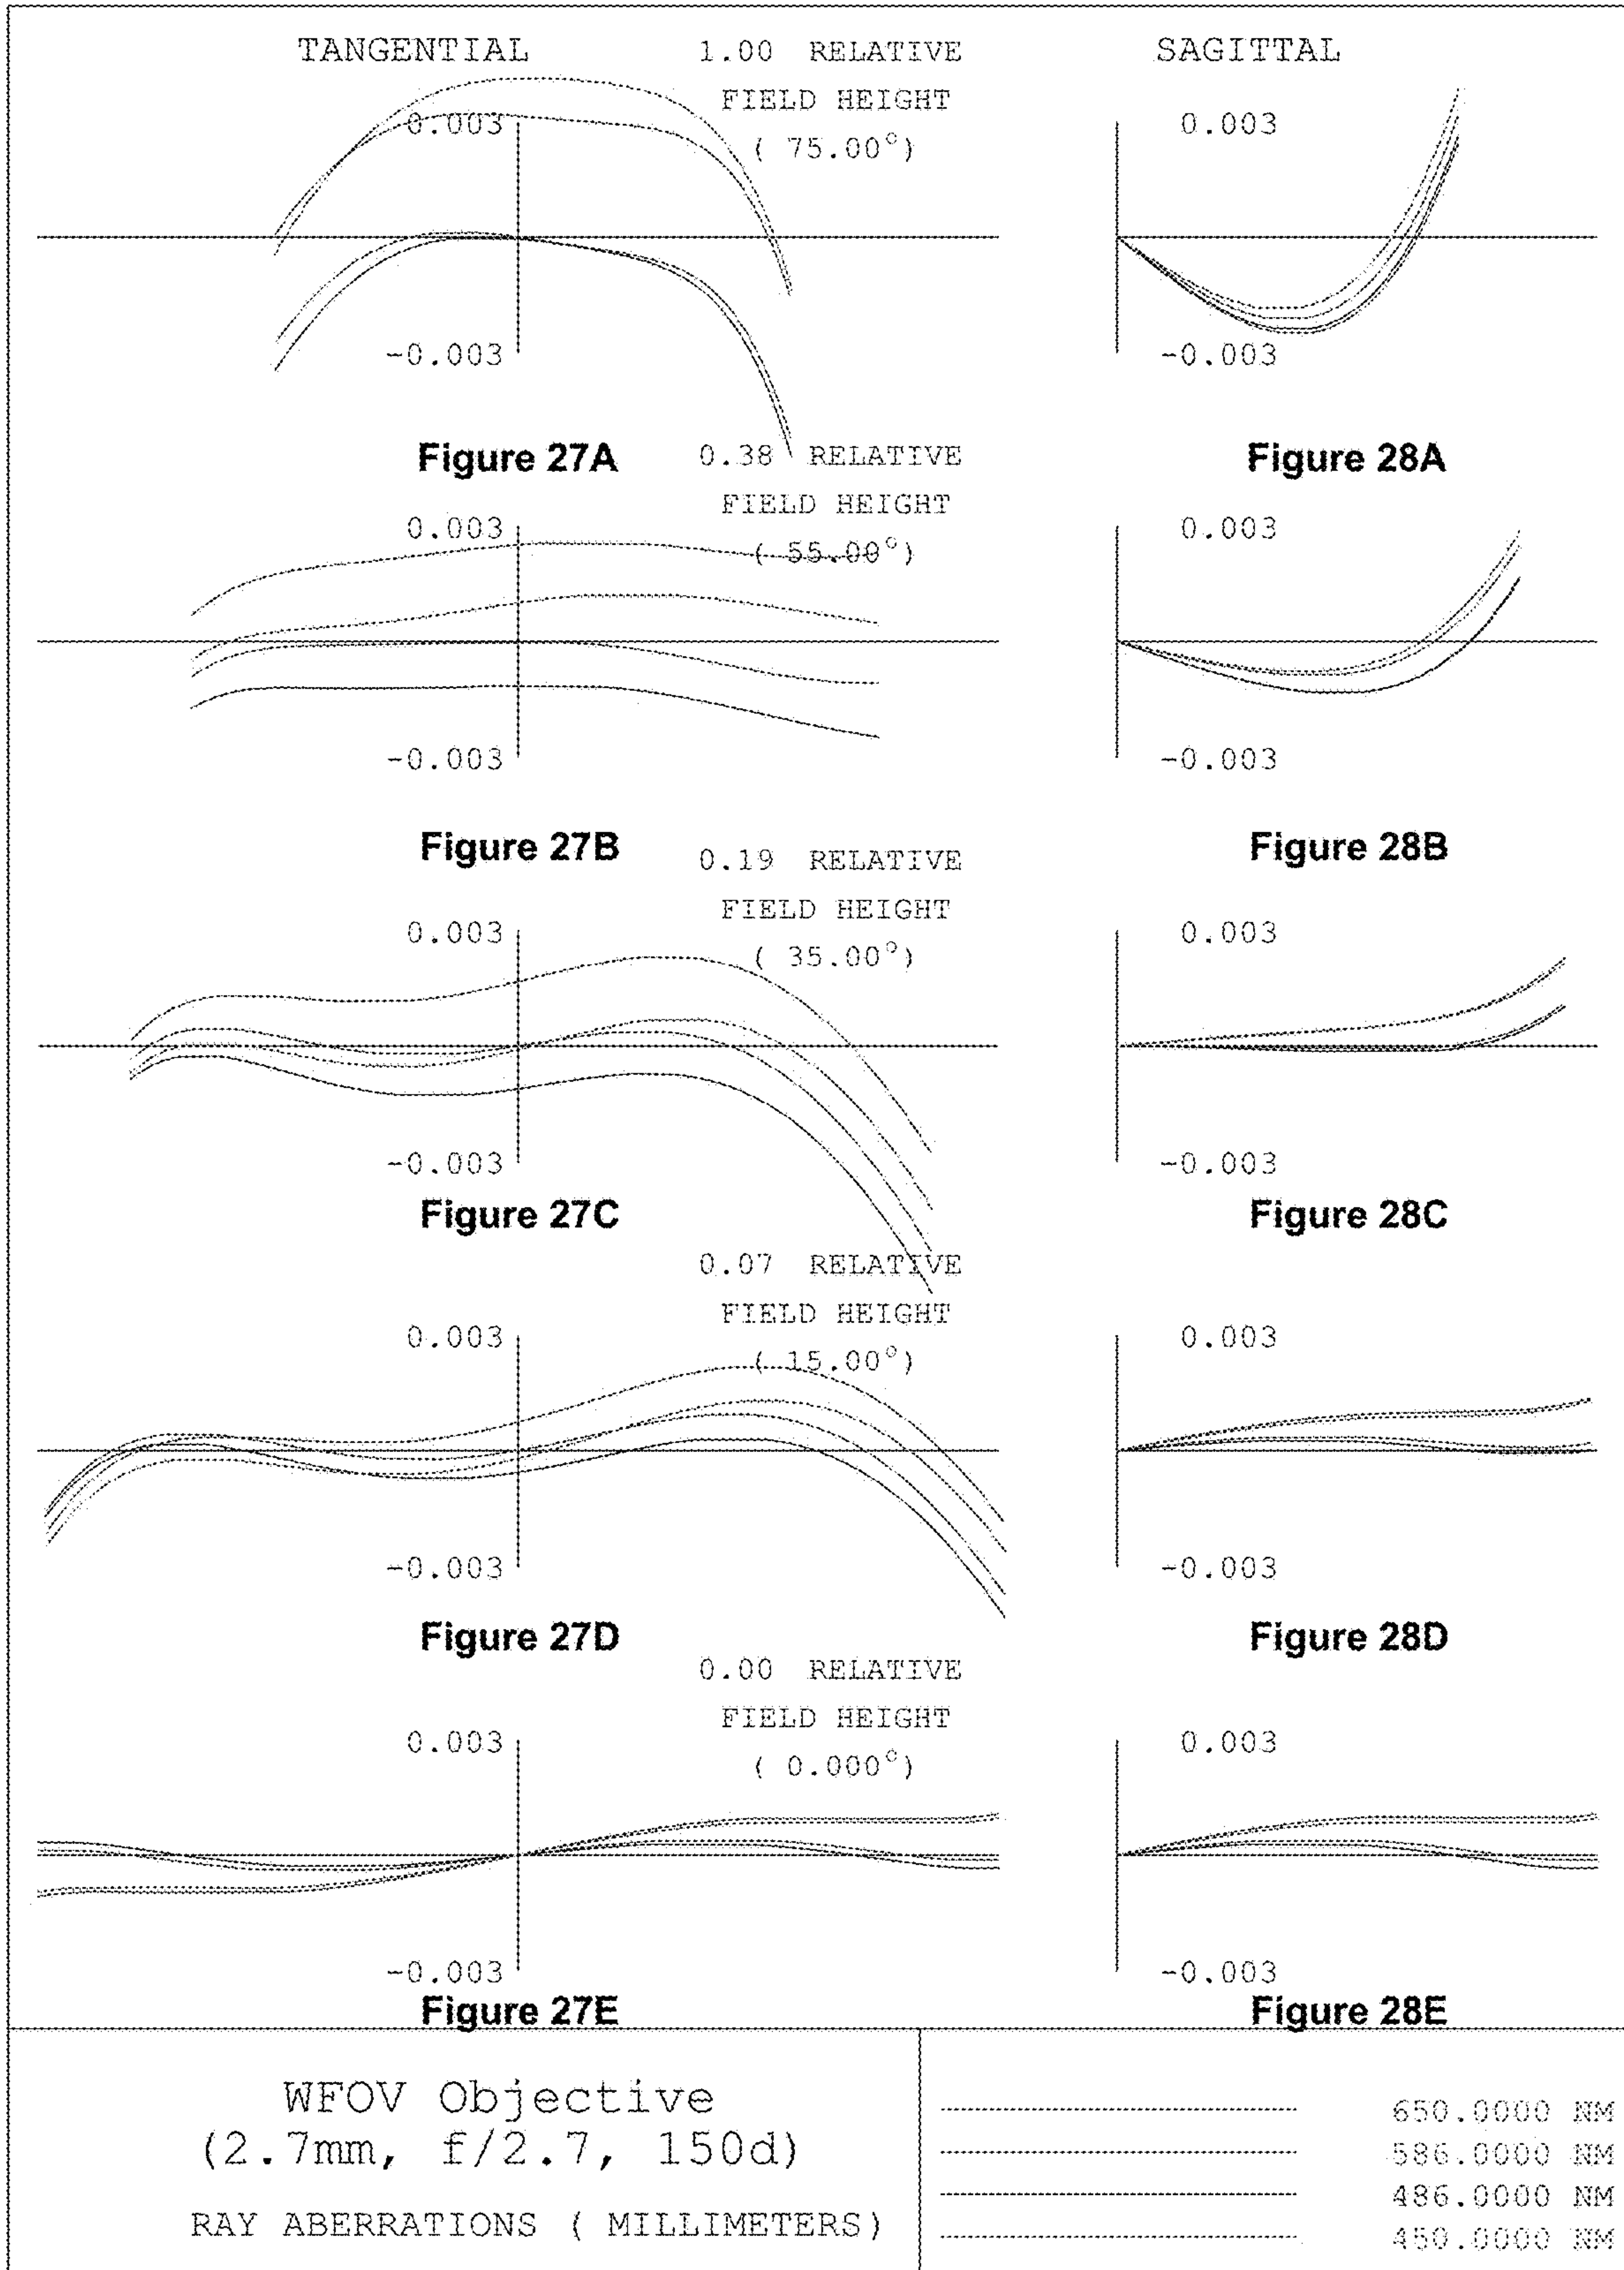 TANGENTIAL
1.00 RELATIVE
FIELD HEIGHT
( 75.00°)
SAGITTAL
0.003
-0.003
0.003
-0.003
Figure 27A
Figure 28A
0.38 RELATIVE
FIELD HEIGHT
( 55.00°)
0.003
-0.003
0.003
-0.003
Figure 27B
Figure 28B
0.19 RELATIVE
FIELD HEIGHT
( 35.00°)
0.003
-0.003
0.003
-0.003
Figure 27C
Figure 28C
0.07 RELATIVE
FIELD HEIGHT
( 15.00°)
0.003
-0.003
0.003
-0.003
Figure 27D
Figure 28D
0.00 RELATIVE
FIELD HEIGHT
( 0.000°)
0.003
-0.003
0.003
-0.003
Figure 27E
Figure 28E
WFOV Objective
(2.7mm, f/2.7, 150d)
RAY ABERRATIONS ( MILLIMETERS)
650.0000 NM
586.0000 NM
486.0000 NM
450.0000 NM